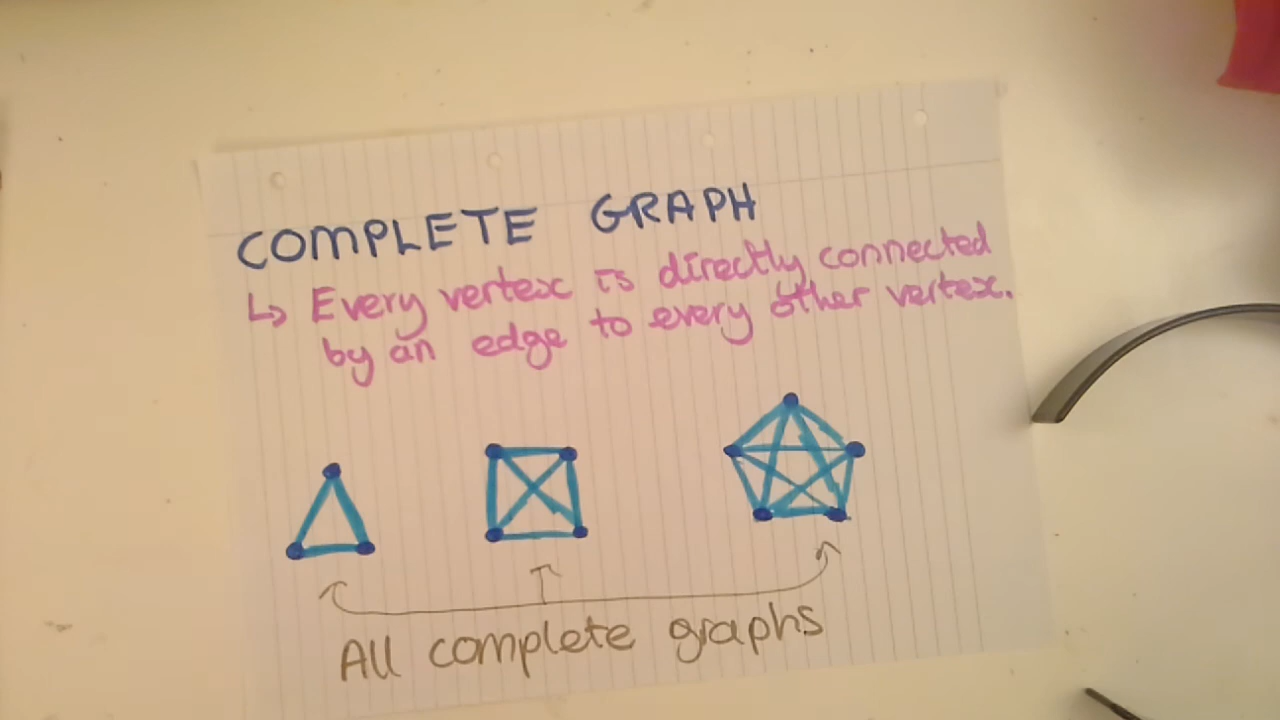 COMPLETE GRAPH
↳ Every vertex is directly connected
by an edge to every other vertex.
All complete graphs